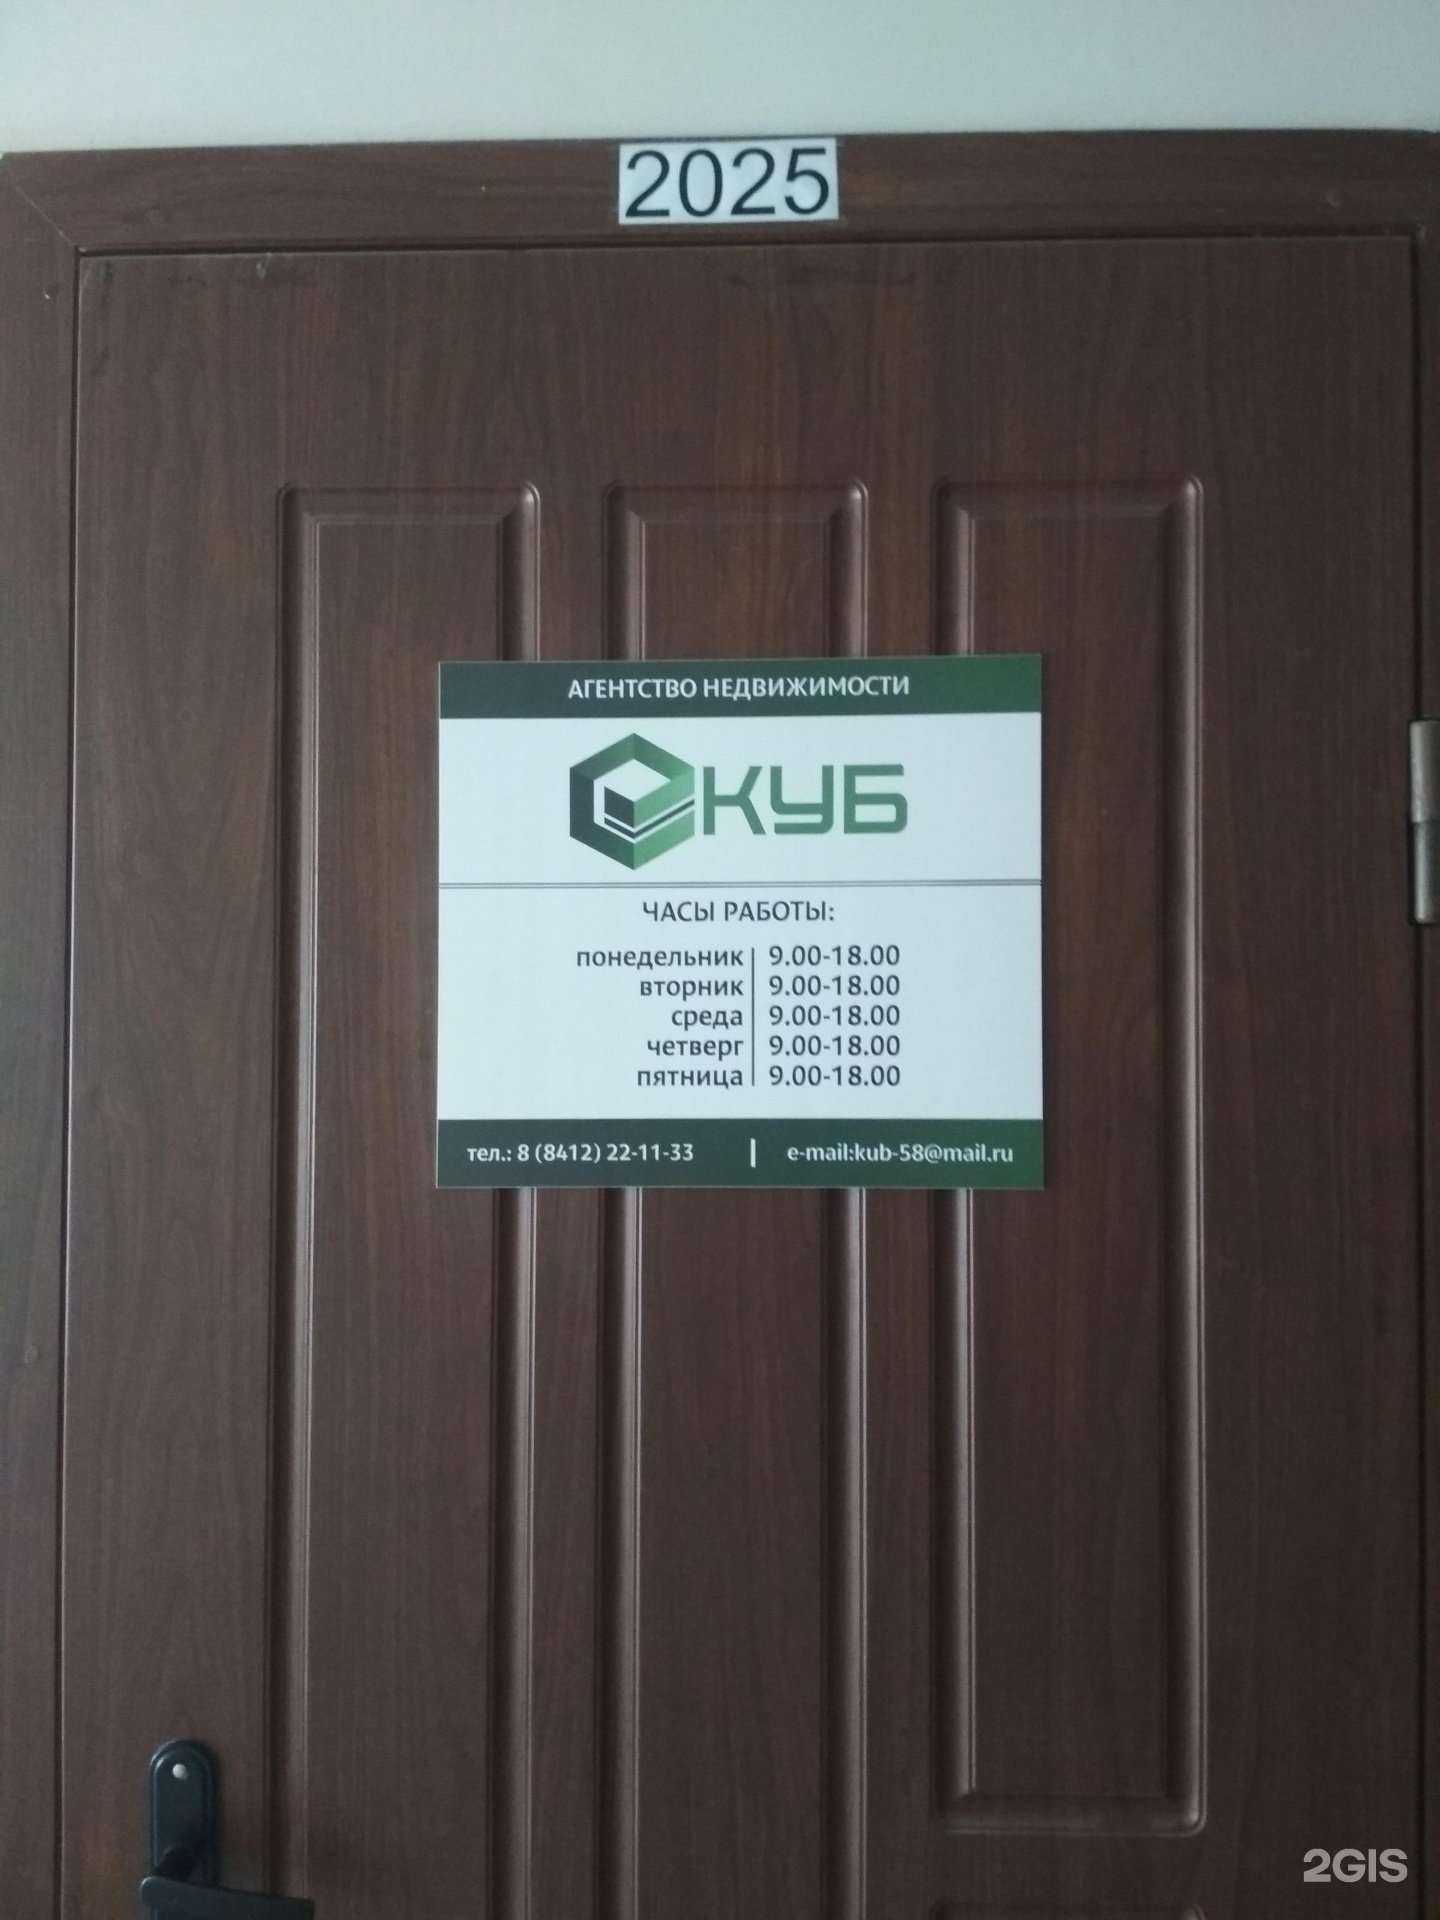 2025
АГЕНТСТВО НЕДВИЖИМОСТИ
КУБ
ЧАСЫ РАБОТЫ:
понедельник 9.00-18.00
вторник 9.00-18.00
среда 9.00-18.00
четверг 9.00-18.00
пятница 9.00-18.00
тел.: 8 (8412) 22-11-33 | e-mail:kub-58@mail.ru
2GIS